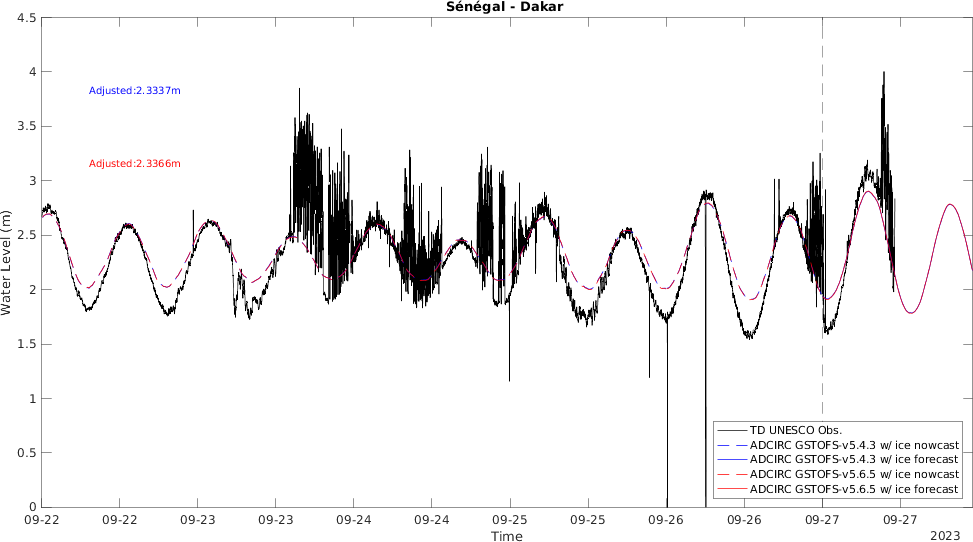 Sénégal - Dakar
4.5
4
3.5
3
2.5
2
1.5
1
0.5
0
Water Level (m)
Adjusted:2.3337m
Adjusted:2.3366m
TD UNESCO Obs.
ADCIRC GSTOFS-v5.4.3 w/ ice nowcast
ADCIRC GSTOFS-v5.4.3 w/ ice forecast
ADCIRC GSTOFS-v5.6.5 w/ ice nowcast
ADCIRC GSTOFS-v5.6.5 w/ ice forecast
09-22 09-22 09-23 09-23 09-24 09-24 09-25 09-25 09-26 09-26 09-27 09-27
Time
2023